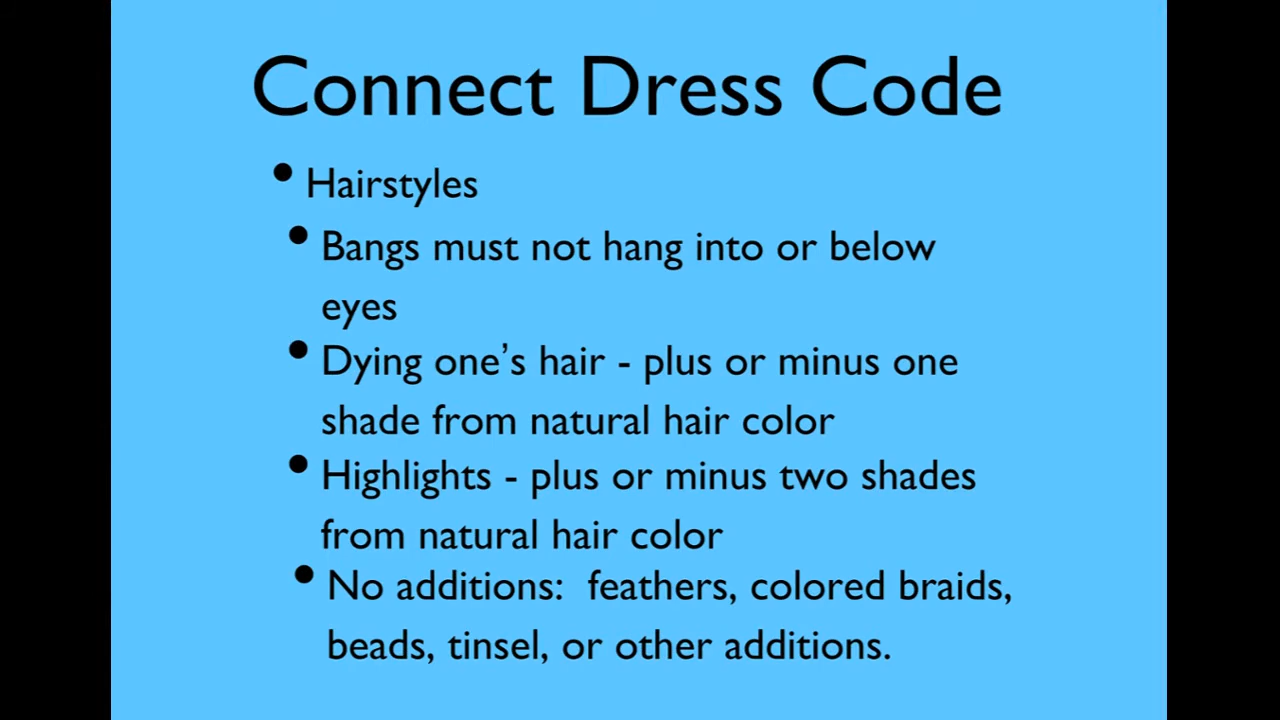 Connect Dress Code
• Hairstyles
• Bangs must not hang into or below
eyes
• Dying one’s hair - plus or minus one
shade from natural hair color
• Highlights - plus or minus two shades
from natural hair color
• No additions:  feathers, colored braids,
beads, tinsel, or other additions.